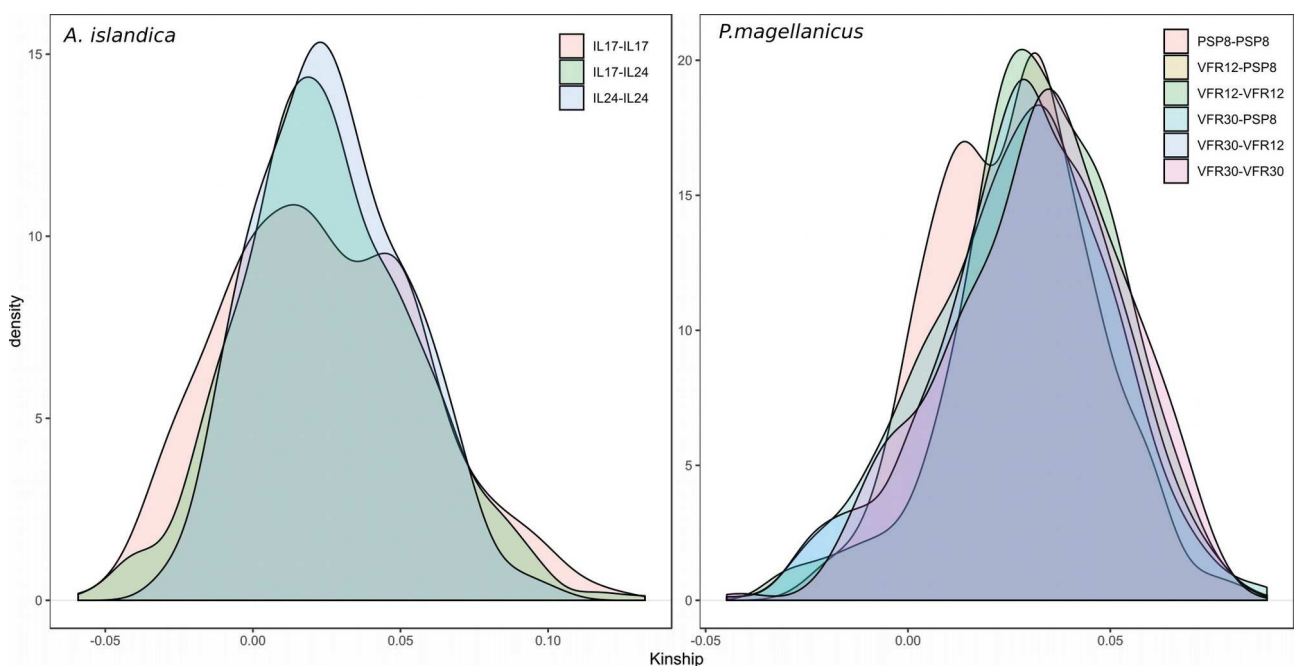 A. islandica
IL17-IL17
IL17-IL24
IL24-IL24
15
10
5
0
density
-0.05
0.00
0.05
0.10
P.magellanicus
PSP8-PSP8
VFR12-PSP8
VFR12-VFR12
VFR30-PSP8
VFR30-VFR12
VFR30-VFR30
20
15
10
5
0
-0.05
0.00
0.05
Kinship